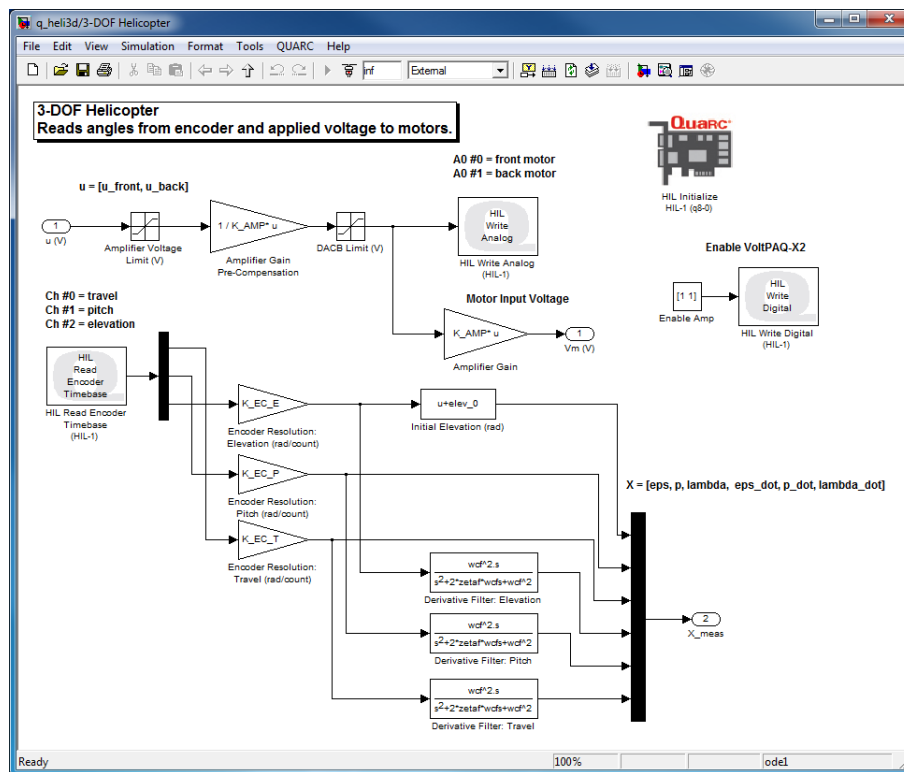 q_heli3d/3-DOF Helicopter
File Edit View Simulation Format Tools QUARC Help
inf External
3-DOF Helicopter
Reads angles from encoder and applied voltage to motors.
QUARC
HIL Initialize
HIL-1 (q8-0)
A0 #0 = front motor
A0 #1 = back motor
u = [u_front, u_back]
1
u (V)
Amplifier Voltage
Limit (V)
1 / K_AMP* u
Amplifier Gain
Pre-Compensation
DACB Limit (V)
HIL
Write
Analog
HIL Write Analog
(HIL-1)
Enable VoltPAQ-X2
[1 1]
Enable Amp
HIL
Write
Digital
HIL Write Digital
(HIL-1)
Motor Input Voltage
K_AMP* u
Amplifier Gain
1
Vm (V)
Ch #0 = travel
Ch #1 = pitch
Ch #2 = elevation
HIL
Read
Encoder
Timebase
HIL Read Encoder
Timebase
(HIL-1)
K_EC_E
Encoder Resolution:
Elevation (rad/count)
u+elev_0
Initial Elevation (rad)
K_EC_P
Encoder Resolution:
Pitch (rad/count)
K_EC_T
Encoder Resolution:
Travel (rad/count)
X = [eps, p, lambda, eps_dot, p_dot, lambda_dot]
wcf^2.s
s2+2*zetaf*wcfs+wcf^2
Derivative Filter: Elevation
wcf^2.s
s2+2*zetaf*wcfs+wcf^2
Derivative Filter: Pitch
wcf^2.s
s2+2*zetaf*wcfs+wcf^2
Derivative Filter: Travel
2
X_meas
Ready 100% ode1